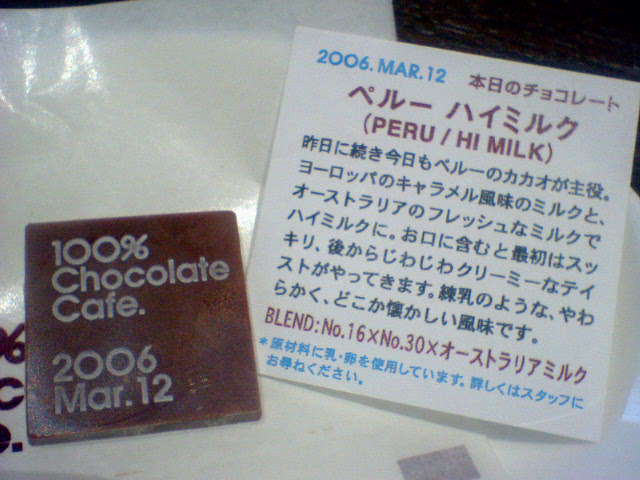 2006. MAR. 12 本日のチョコレート
ペルー ハイミルク
(PERU / HI MILK)
昨日に続き今日もペルーのカカオが主役。
ヨーロッパのキャラメル風味のミルクと、
オーストラリアのフレッシュなミルクで
ハイミルクに。お口に含むと最初はスッ
キリ、後からじわじわクリーミーなテイ
ストがやってきます。練乳のような、やわ
らかく、どこか懐かしい風味です。
BLEND: No.16×No.30×オーストラリアミルク
*原材料に乳・卵を使用しています。詳しくはスタッフに
お尋ねください。
100%
Chocolate
Cafe.
2006
Mar. 12
%
C
e.